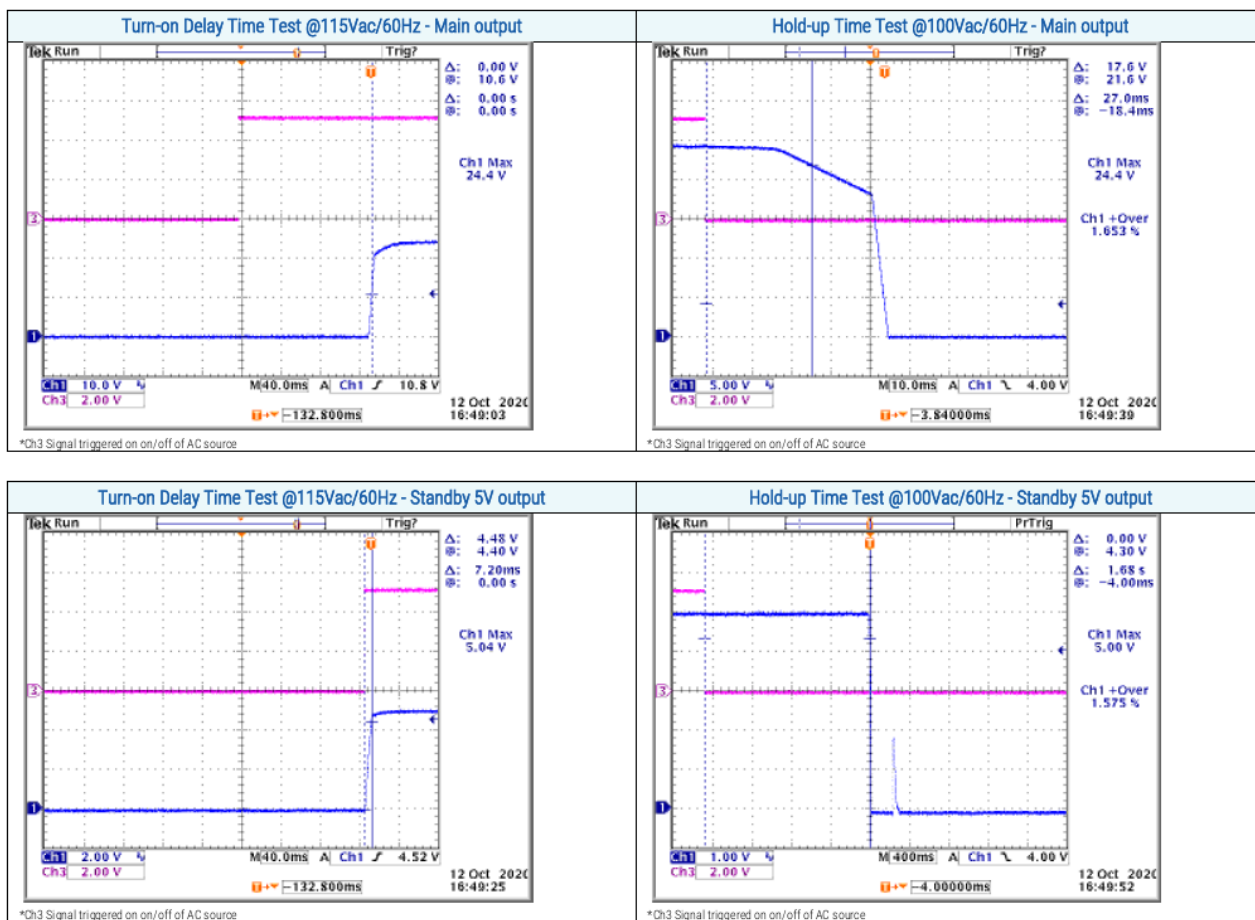 Turn-on Delay Time Test @115Vac/60Hz - Main output
Hold-up Time Test @100Vac/60Hz - Main output
Tek Run
Trig?
T
Δ: 0.00 V
@: 10.6 V
Δ: 0.00 s
@: 0.00 s
Ch1 Max
24.4 V
3
1
Ch1 10.0 V
M 40.0ms A Ch1 10.8 V
Ch3 2.00 V
T -132.800ms
12 Oct 2020
16:49:03
*Ch3 Signal triggered on on/off of AC source
Tek Run
Trig?
T
Δ: 17.6 V
@: 21.6 V
Δ: 27.0ms
@: -18.4ms
Ch1 Max
24.4 V
3
Ch1 +Over
1.653 %
1
Ch1 5.00 V
M 10.0ms A Ch1 4.00 V
Ch3 2.00 V
T -3.84000ms
12 Oct 2020
16:49:39
*Ch3 Signal triggered on on/off of AC source
Turn-on Delay Time Test @115Vac/60Hz - Standby 5V output
Hold-up Time Test @100Vac/60Hz - Standby 5V output
Tek Run
Trig?
T
Δ: 4.48 V
@: 4.40 V
Δ: 7.20ms
@: 0.00 s
Ch1 Max
5.04 V
3
1
Ch1 2.00 V
M 40.0ms A Ch1 4.52 V
Ch3 2.00 V
T -132.800ms
12 Oct 2020
16:49:25
*Ch3 Signal triggered on on/off of AC source
Tek Run
PrTrig
T
Δ: 0.00 V
@: 4.30 V
Δ: 1.68 s
@: -4.00ms
Ch1 Max
5.00 V
3
Ch1 +Over
1.575 %
1
Ch1 1.00 V
M 400ms A Ch1 4.00 V
Ch3 2.00 V
T -4.00000ms
12 Oct 2020
16:49:52
*Ch3 Signal triggered on on/off of AC source